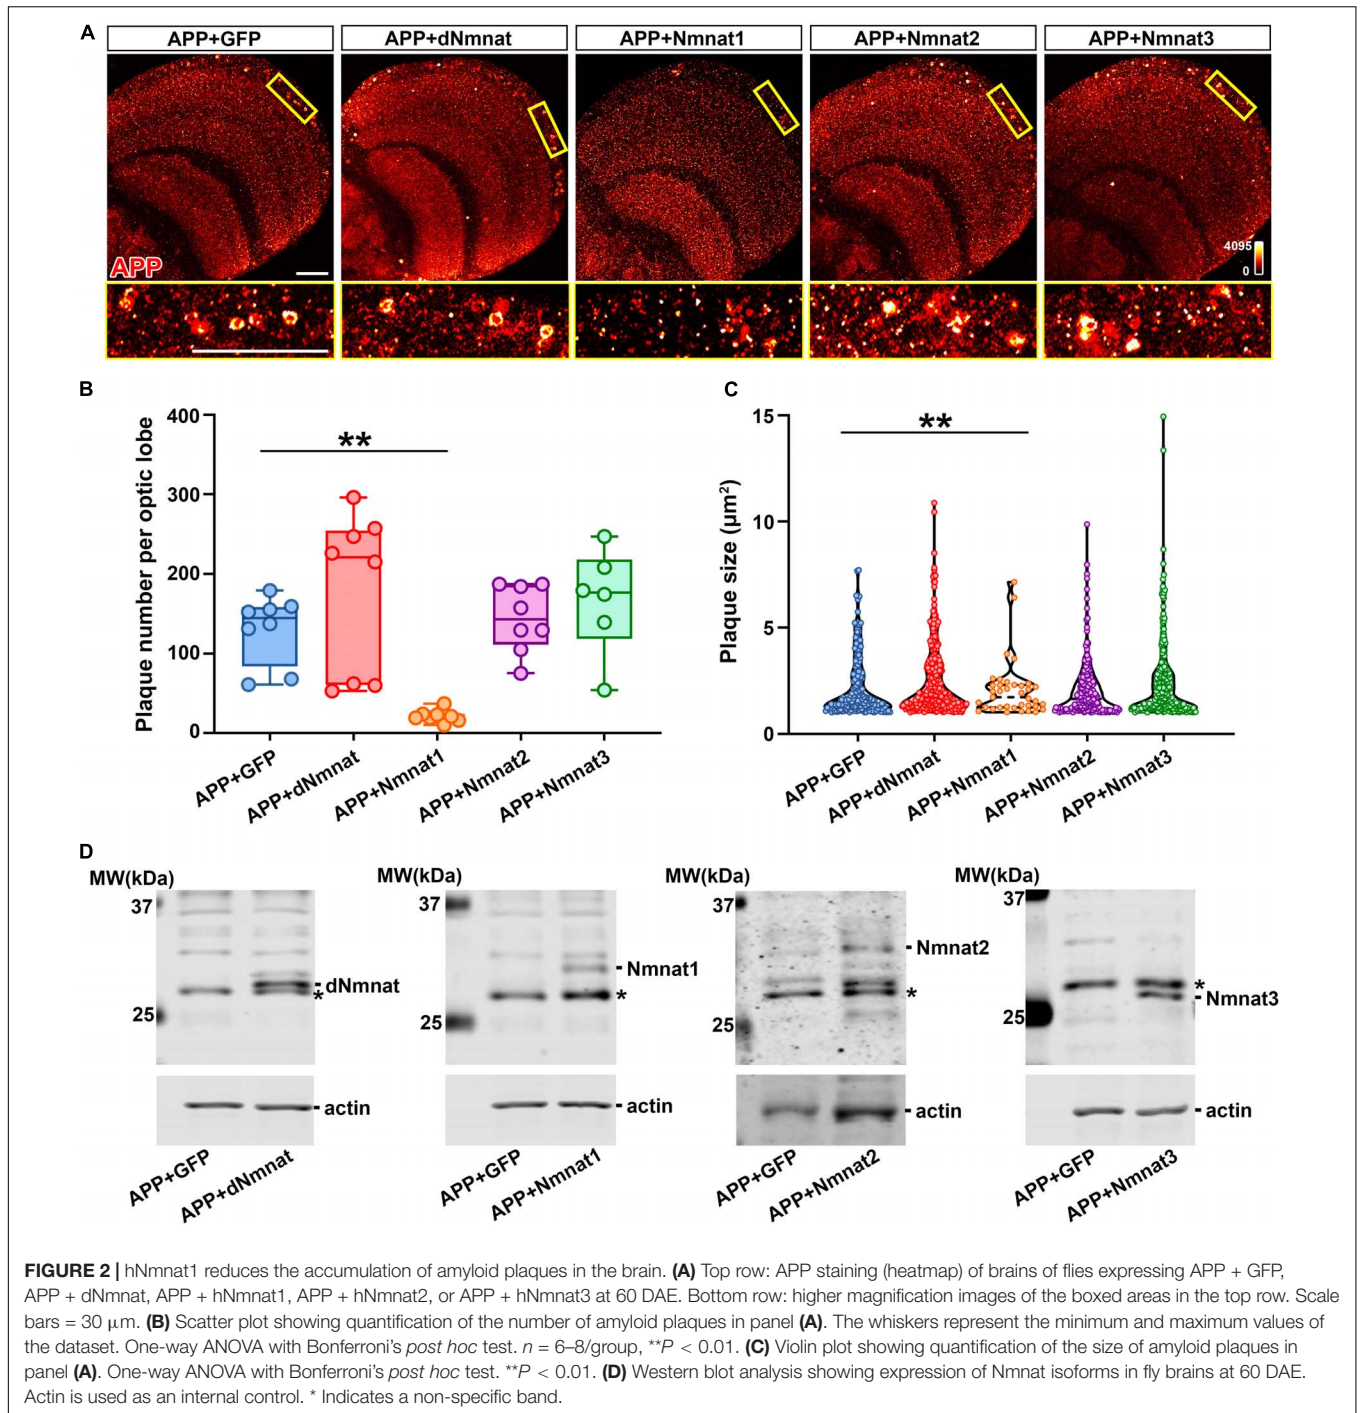 A
APP+GFP
APP+dNmnat
APP+Nmnat1
APP+Nmnat2
APP+Nmnat3
APP
4095
0
B
Plaque number per optic lobe
400
300
200
100
0
**
APP+GFP
APP+dNmnat
APP+Nmnat1
APP+Nmnat2
APP+Nmnat3
C
Plaque size (μm²)
15
10
5
0
**
APP+GFP
APP+dNmnat
APP+Nmnat1
APP+Nmnat2
APP+Nmnat3
D
MW(kDa)
37
25
dNmnat
*
actin
APP+GFP
APP+dNmnat
MW(kDa)
37
25
Nmnat1
*
actin
APP+GFP
APP+Nmnat1
MW(kDa)
37
25
Nmnat2
*
actin
APP+GFP
APP+Nmnat2
MW(kDa)
37
25
*
Nmnat3
actin
APP+GFP
APP+Nmnat3
FIGURE 2 | hNmnat1 reduces the accumulation of amyloid plaques in the brain. (A) Top row: APP staining (heatmap) of brains of flies expressing APP + GFP,
APP + dNmnat, APP + hNmnat1, APP + hNmnat2, or APP + hNmnat3 at 60 DAE. Bottom row: higher magnification images of the boxed areas in the top row. Scale
bars = 30 μm. (B) Scatter plot showing quantification of the number of amyloid plaques in panel (A). The whiskers represent the minimum and maximum values of
the dataset. One-way ANOVA with Bonferroni's post hoc test. n = 6–8/group, **P < 0.01. (C) Violin plot showing quantification of the size of amyloid plaques in
panel (A). One-way ANOVA with Bonferroni's post hoc test. **P < 0.01. (D) Western blot analysis showing expression of Nmnat isoforms in fly brains at 60 DAE.
Actin is used as an internal control. * Indicates a non-specific band.